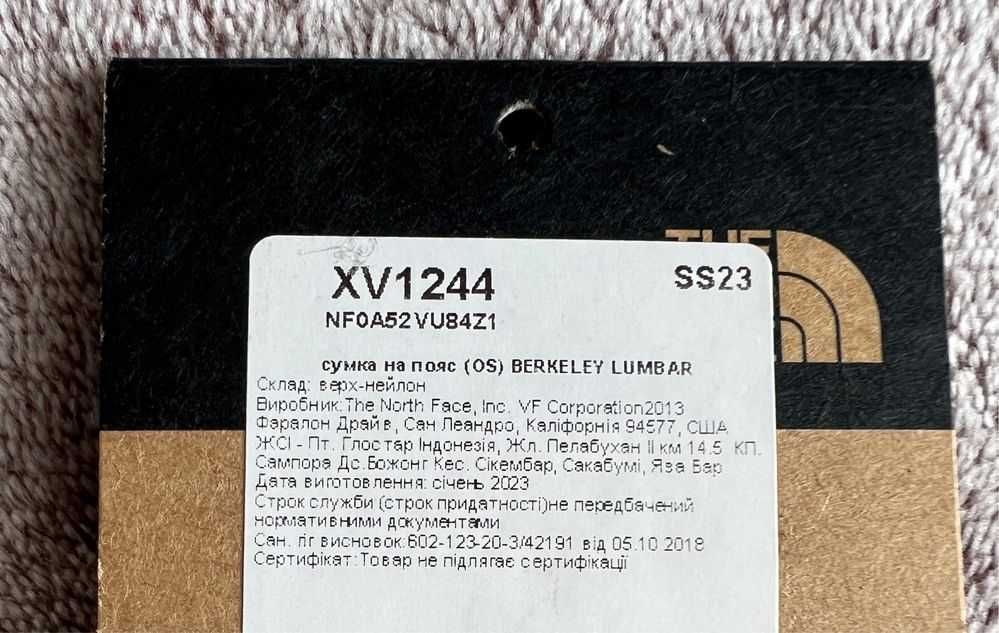 THE
XV1244
SS23
NF0A52VU84Z1
сумка на пояс (OS) BERKELEY LUMBAR
Склад: верх-нейлон
Виробник:The North Face, Inc. VF Corporation2013
Фаралон Драйв, Сан Леандро, Каліфорнія 94577, США
ЖСІ - Пт. Глостар Індонезія, Жл. Пелабухан II км 14.5 КП.
Сампора Дс.Божонг Кес. Сікембар, Сакабумі, Ява Бар
Дата виготовлення: січень 2023
Строк служби (строк придатності)не передбачений
нормативними документами
Сан. гіг висновок:602-123-20-3/42191 від 05.10.2018
Сертифікат:Товар не підлягає сертифікації